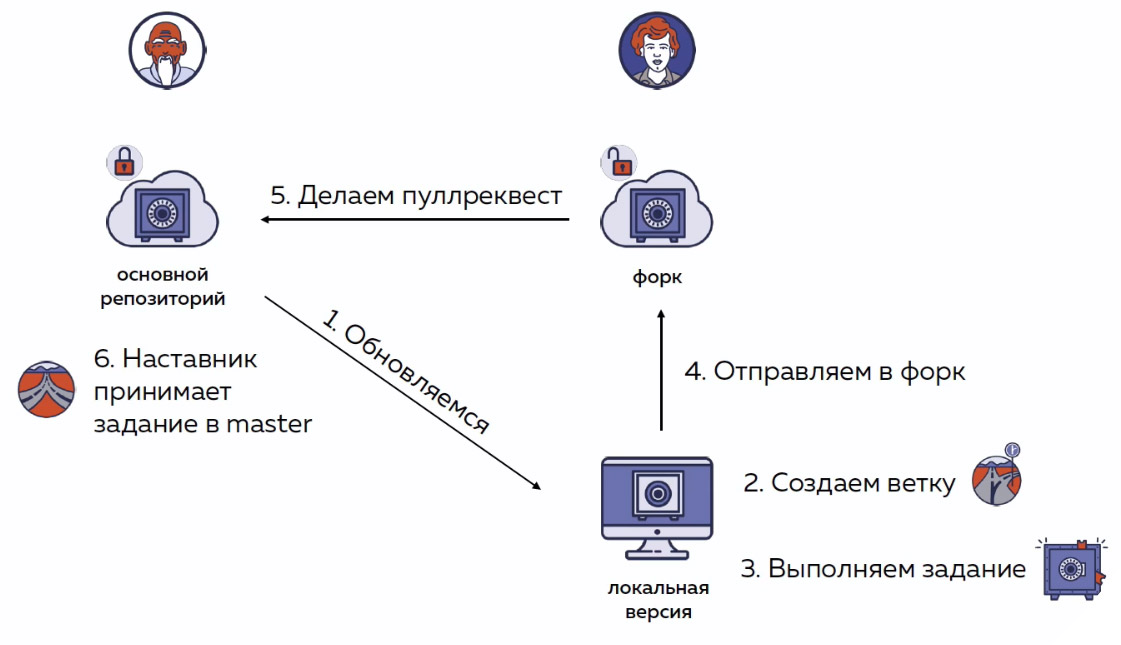 5. Делаем пуллреквест
основной
репозиторий
форк
1. Обновляемся
6. Наставник
принимает
задание в master
4. Отправляем в форк
2. Создаем ветку
3. Выполняем задание
локальная
версия